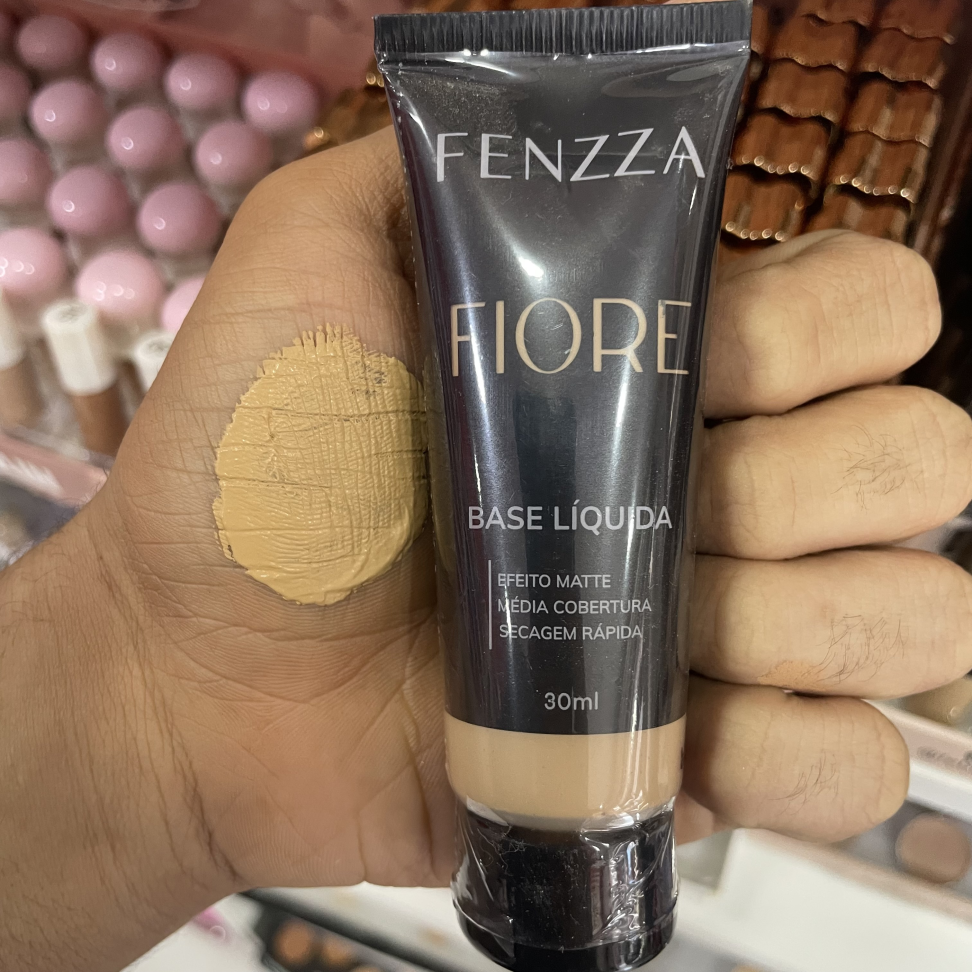 FENZZA
FIORE
BASE LÍQUIDA
EFEITO MATTE
MÉDIA COBERTURA
SECAGEM RÁPIDA
30ml